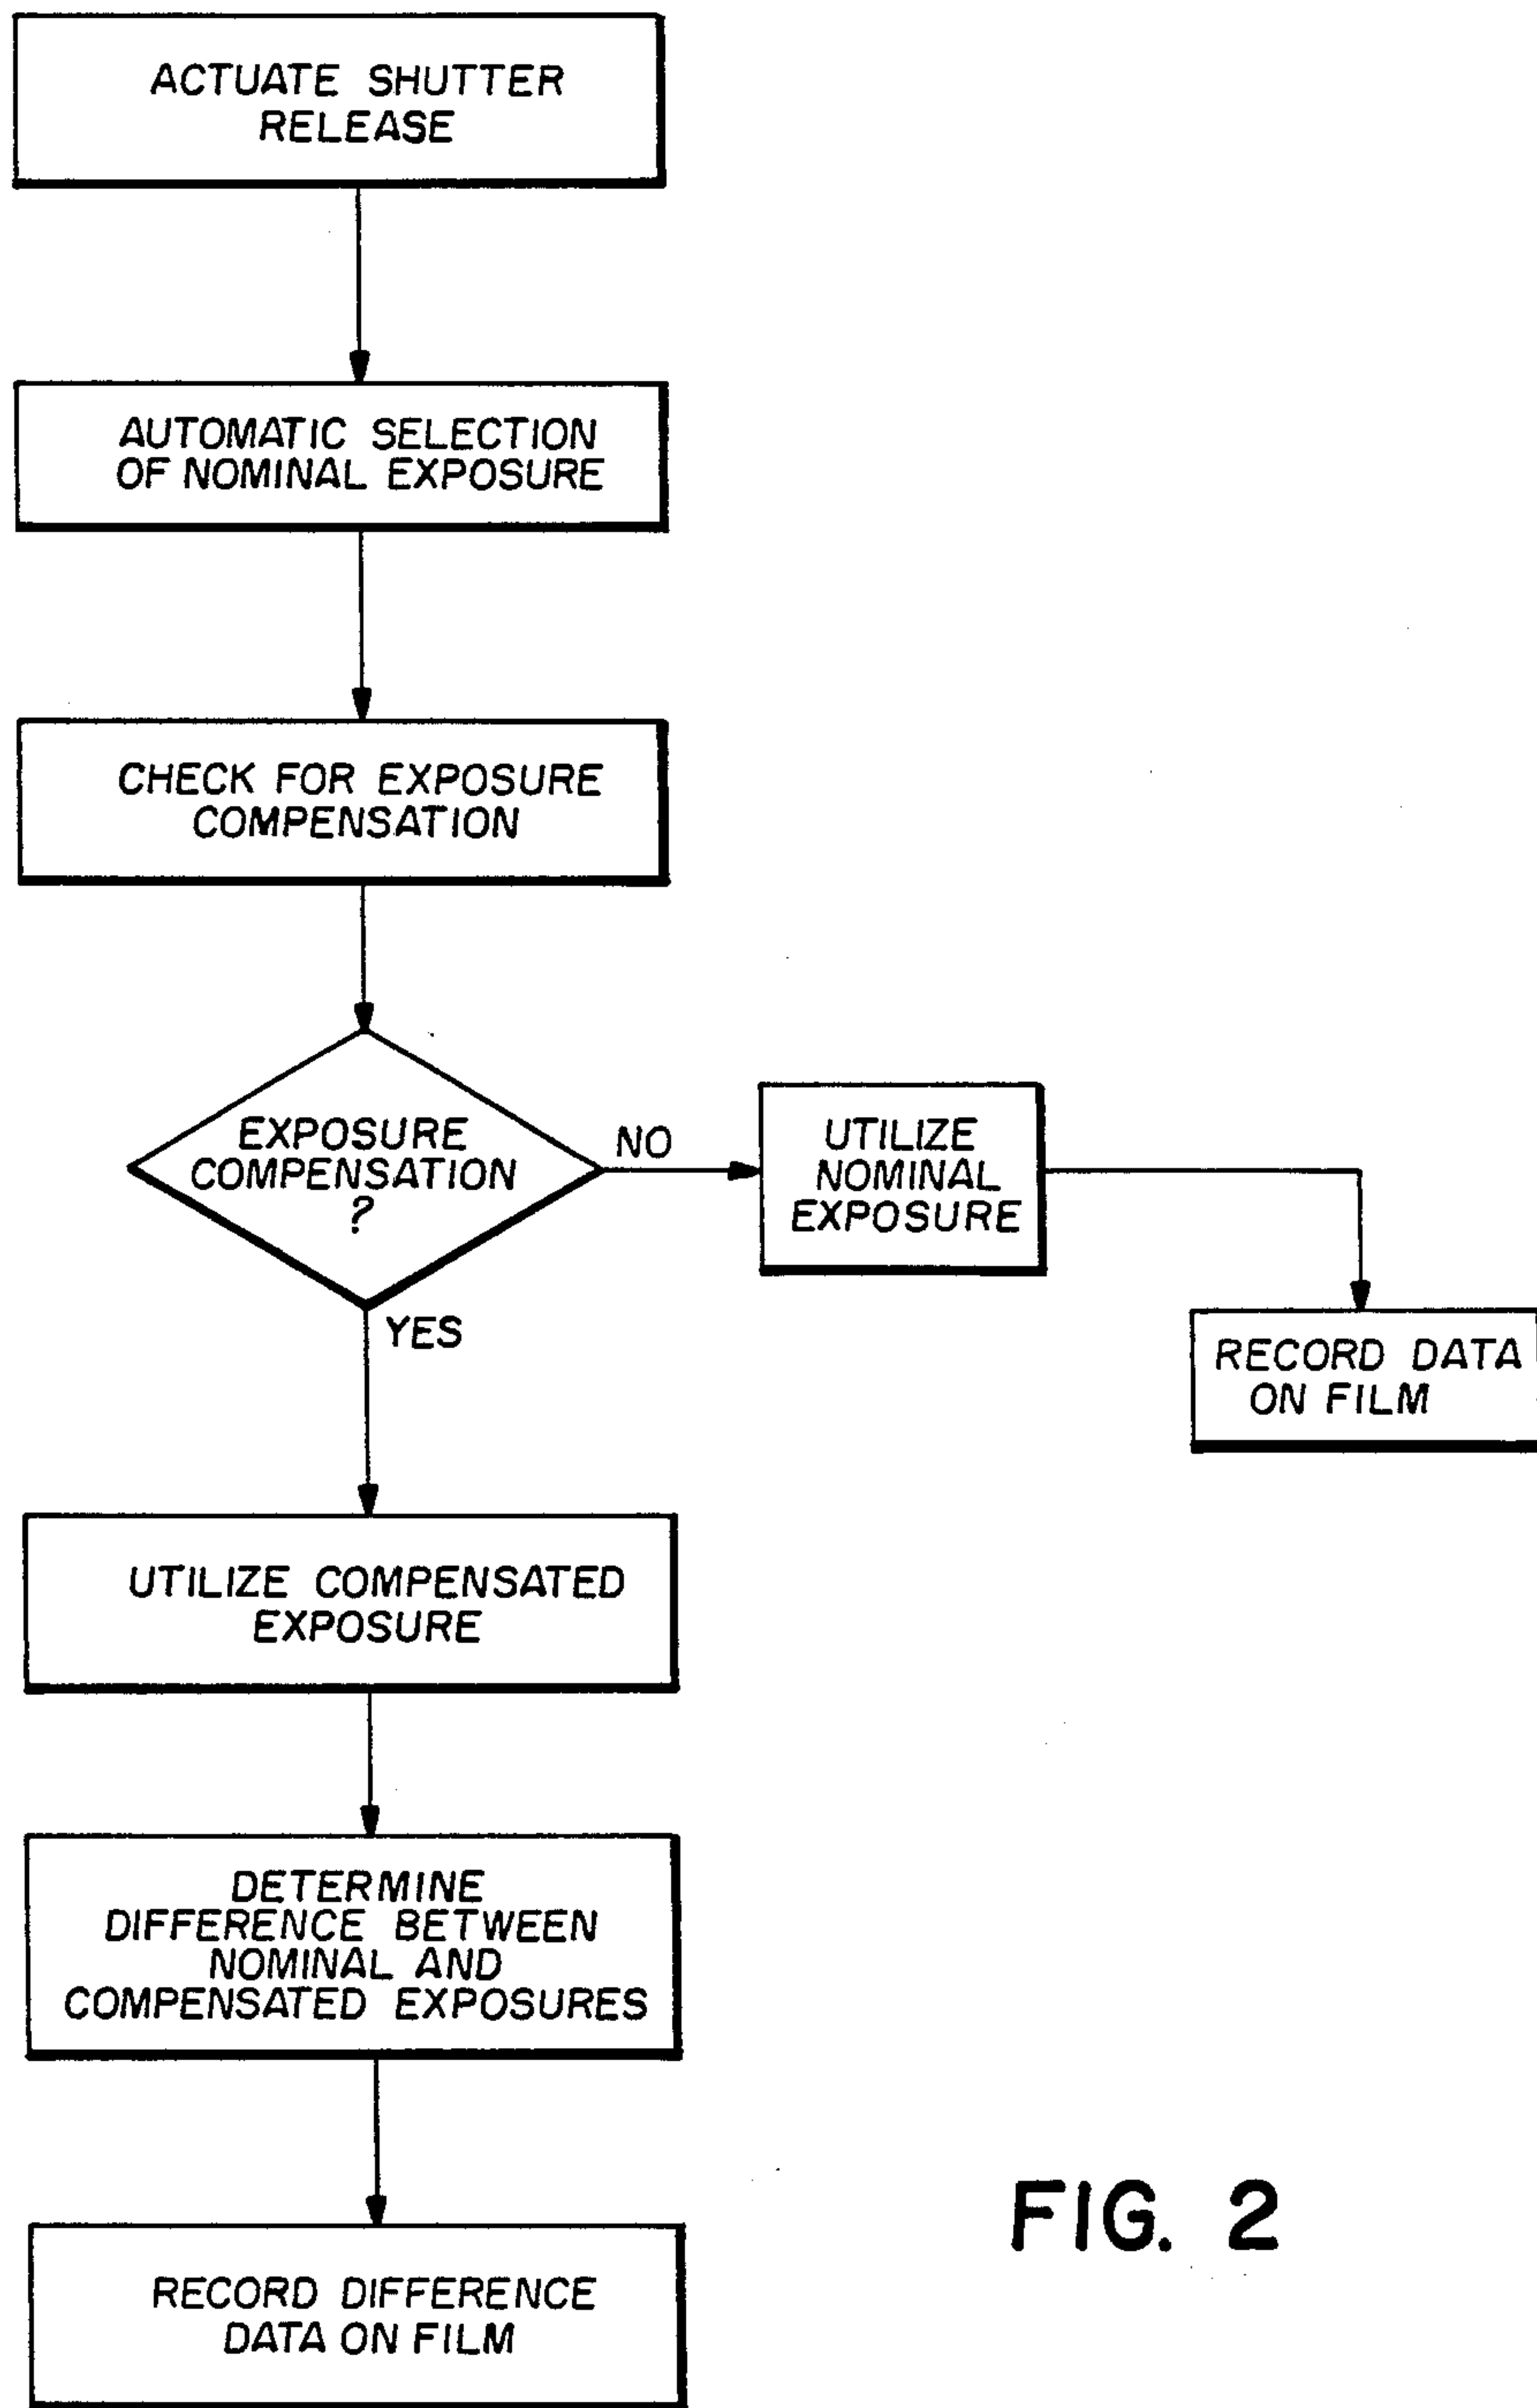 ACTUATE SHUTTER
RELEASE
AUTOMATIC SELECTION
OF NOMINAL EXPOSURE
CHECK FOR EXPOSURE
COMPENSATION
EXPOSURE
COMPENSATION
?
NO
UTILIZE
NOMINAL
EXPOSURE
RECORD DATA
ON FILM
YES
UTILIZE COMPENSATED
EXPOSURE
DETERMINE
DIFFERENCE BETWEEN
NOMINAL AND
COMPENSATED EXPOSURES
RECORD DIFFERENCE
DATA ON FILM
FIG. 2